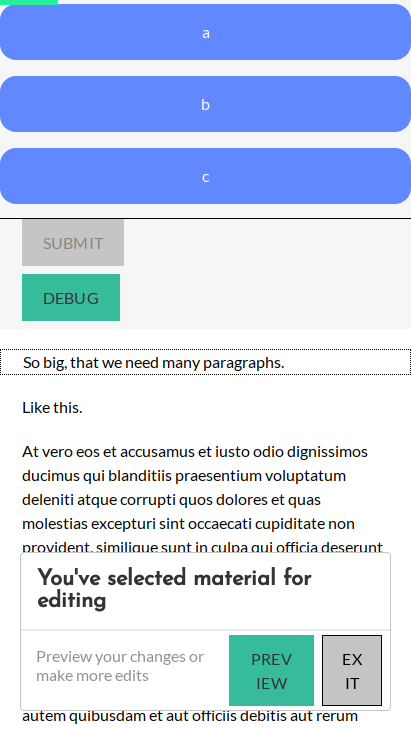 a
b
c
SUBMIT
DEBUG
So big, that we need many paragraphs.
Like this.
At vero eos et accusamus et iusto odio dignissimos
ducimus qui blanditiis praesentium voluptatum
deleniti atque corrupti quos dolores et quas
molestias excepturi sint occaecati cupiditate non
provident, similique sunt in culpa qui officia deserunt
You've selected material for
editing
Preview your changes or
make more edits
PREV
IEW
EX
IT
autem quibusdam et aut officiis debitis aut rerum